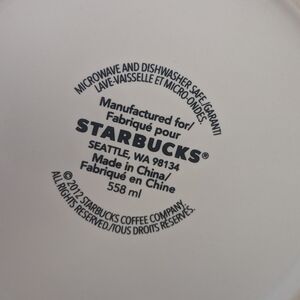 MICROWAVE AND DISHWASHER SAFE./GARANTI
LAVE-VAISSELLE ET MICRO-ONDES.
Manufactured for/
Fabriqué pour
STARBUCKS®
SEATTLE, WA 98134
Made in China/
Fabriqué en Chine
558 ml
©2012 STARBUCKS COFFEE COMPANY.
ALL RIGHTS RESERVED./TOUS DROITS RÉSERVÉS.